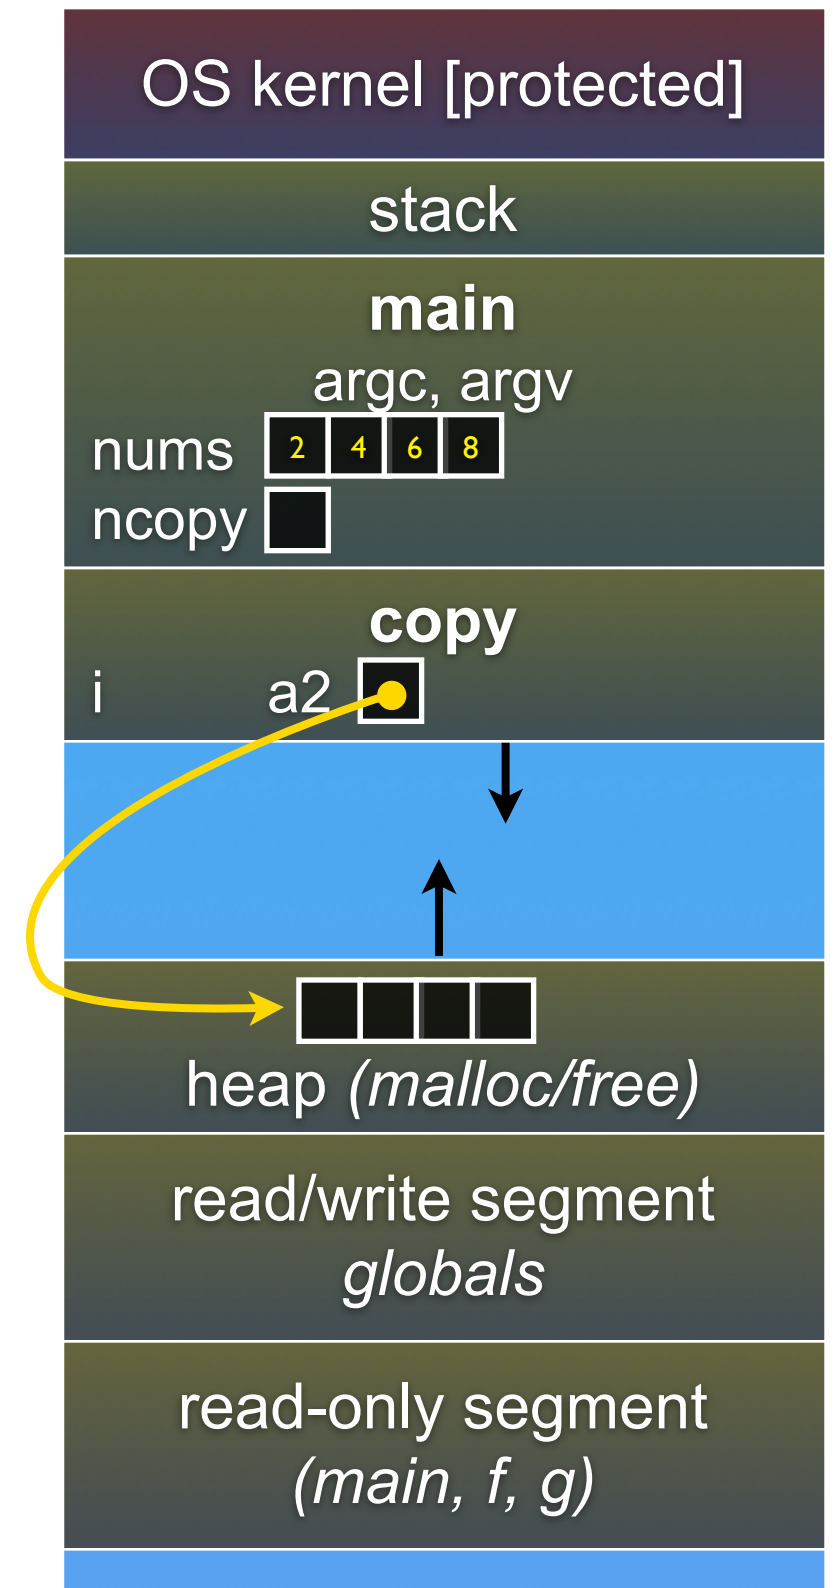 OS kernel [protected]
stack
main
argc, argv
nums 2 4 6 8
ncopy
copy
i a2
heap (malloc/free)
read/write segment
globals
read-only segment
(main, f, g)